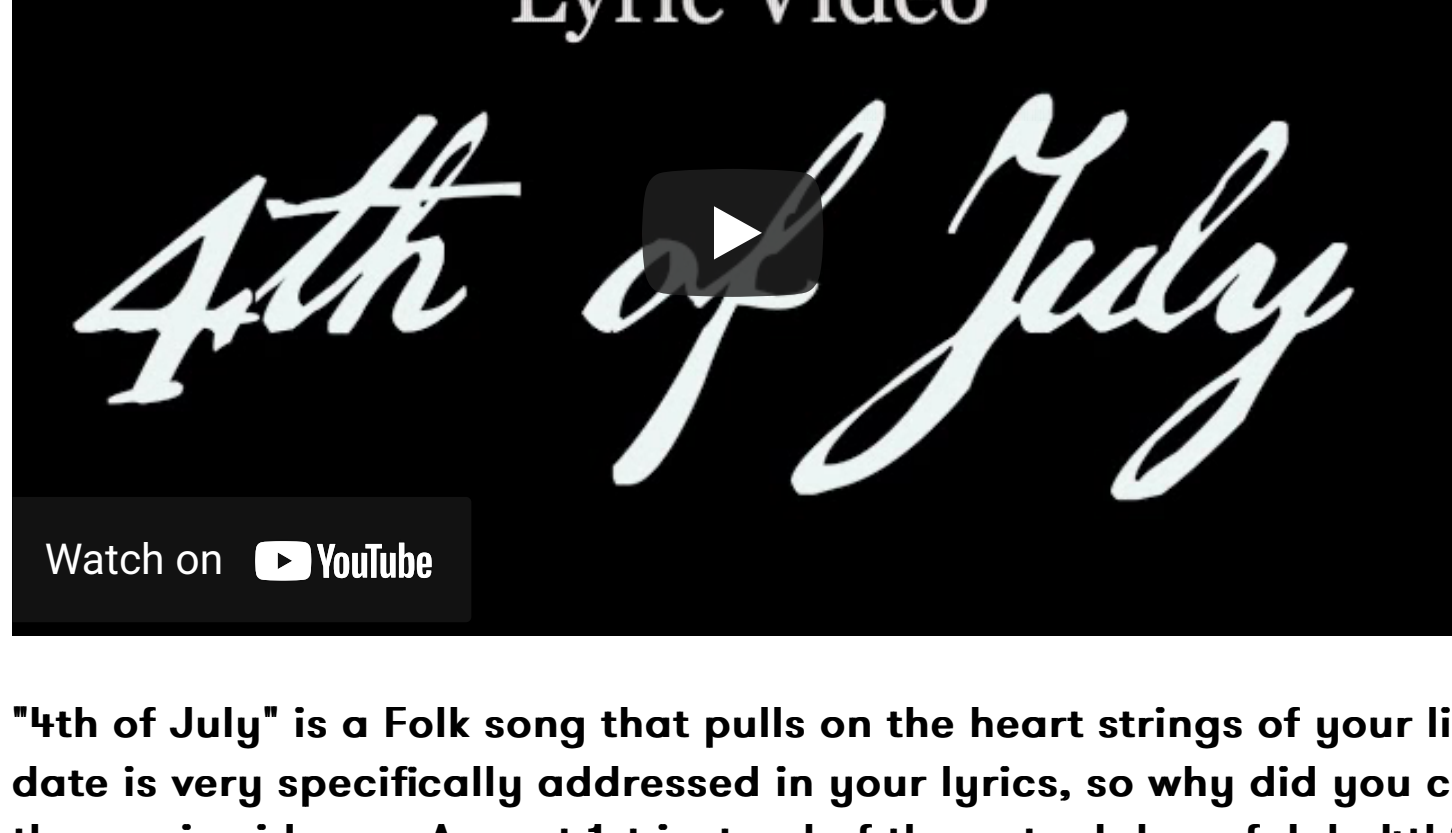 Lyric Video
4th of July
Watch on YouTube
"4th of July" is a Folk song that pulls on the heart strings of your
date is very specifically addressed in your lyrics, so why did you